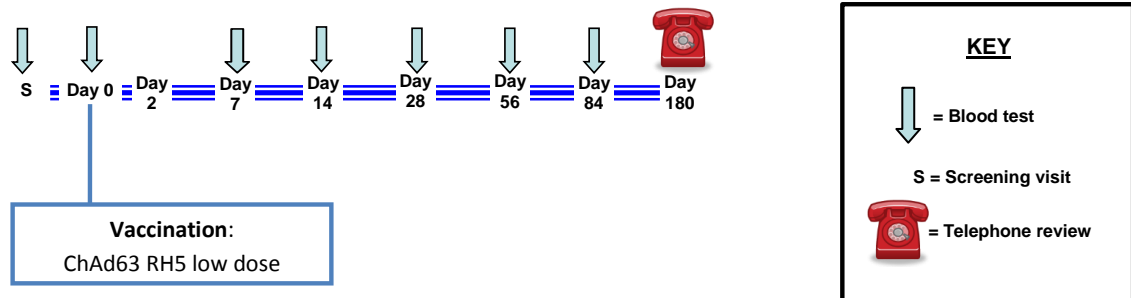 S
Day 0
Day
2
Day
7
Day
14
Day
28
Day
56
Day
84
Day
180
Vaccination:
ChAd63 RH5 low dose
KEY
= Blood test
S = Screening visit
= Telephone review